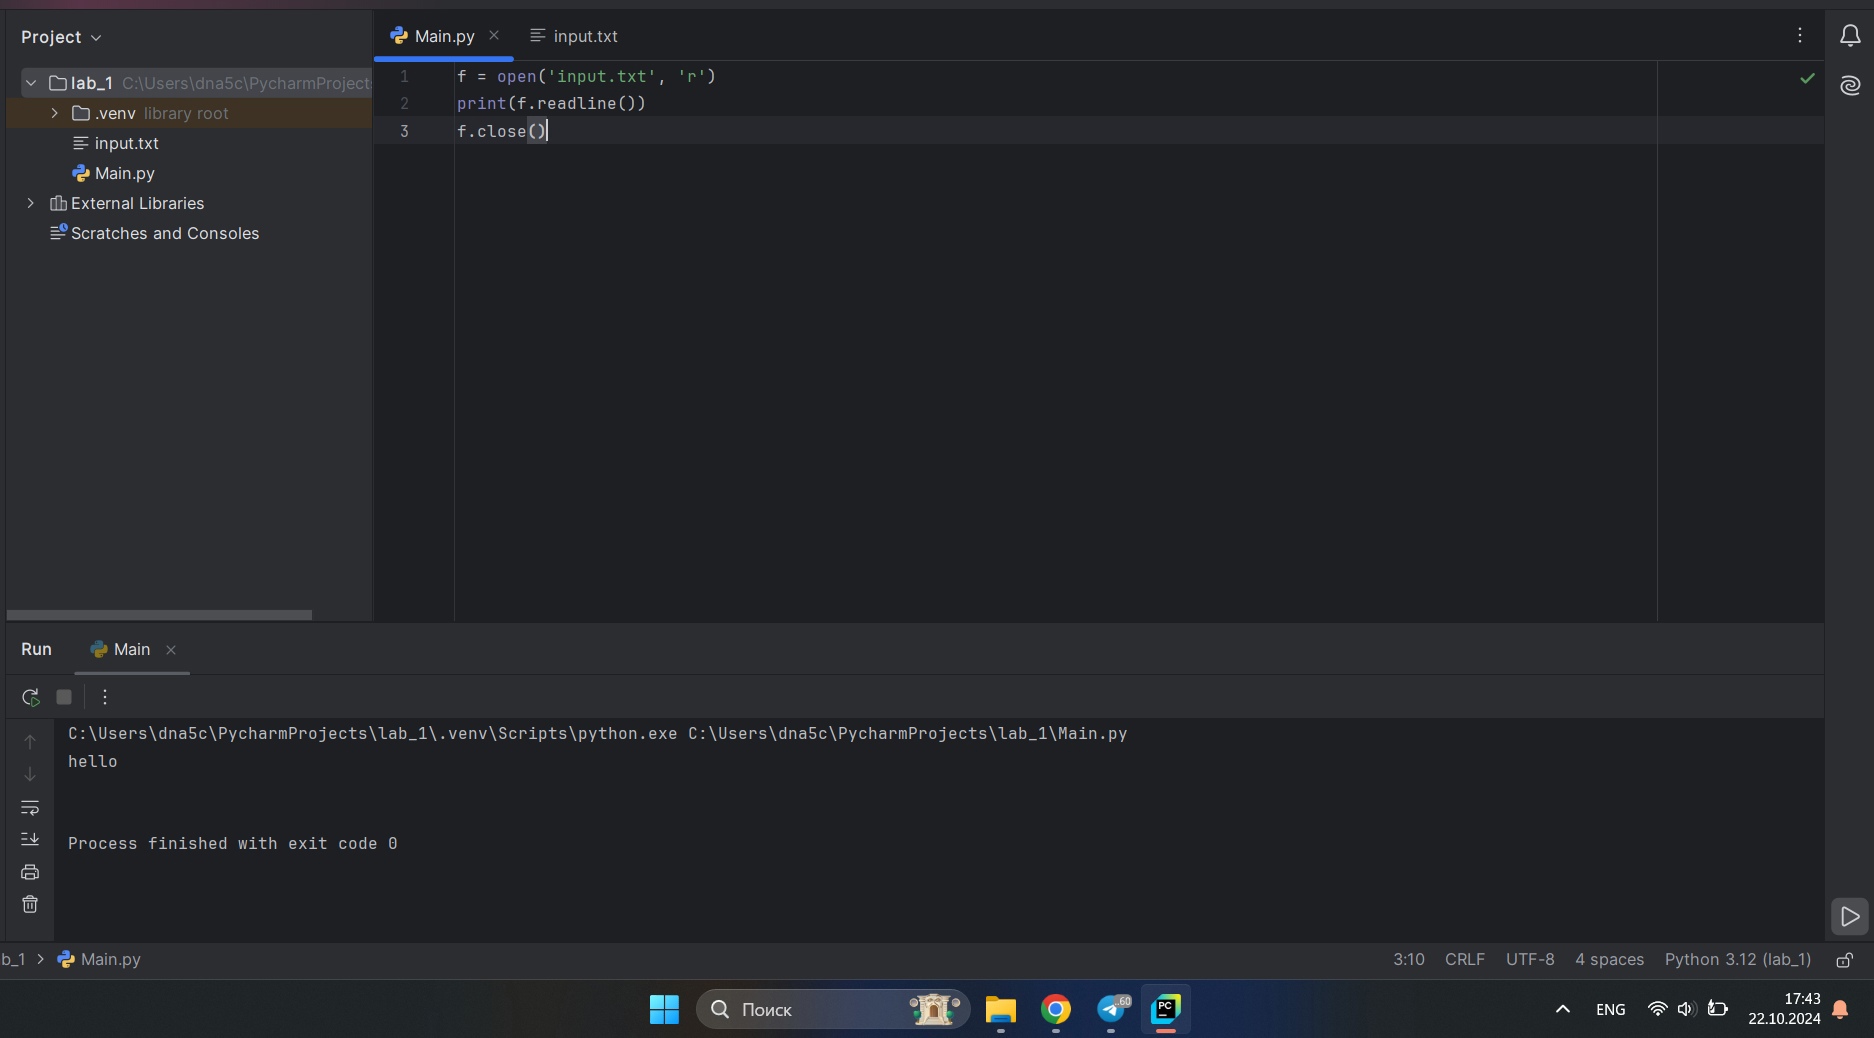 Project
Main.py
input.txt
lab_1 C:\Users\dna5c\PycharmProject
.venv library root
input.txt
Main.py
External Libraries
Scratches and Consoles
1 f = open('input.txt', 'r')
2 print(f.readline())
3 f.close()
Run Main
C:\Users\dna5c\PycharmProjects\lab_1\.venv\Scripts\python.exe C:\Users\dna5c\PycharmProjects\lab_1\Main.py
hello
Process finished with exit code 0
b_1 > Main.py 3:10 CRLF UTF-8 4 spaces Python 3.12 (lab_1)
Поиск
PC
ENG
17:43
22.10.2024